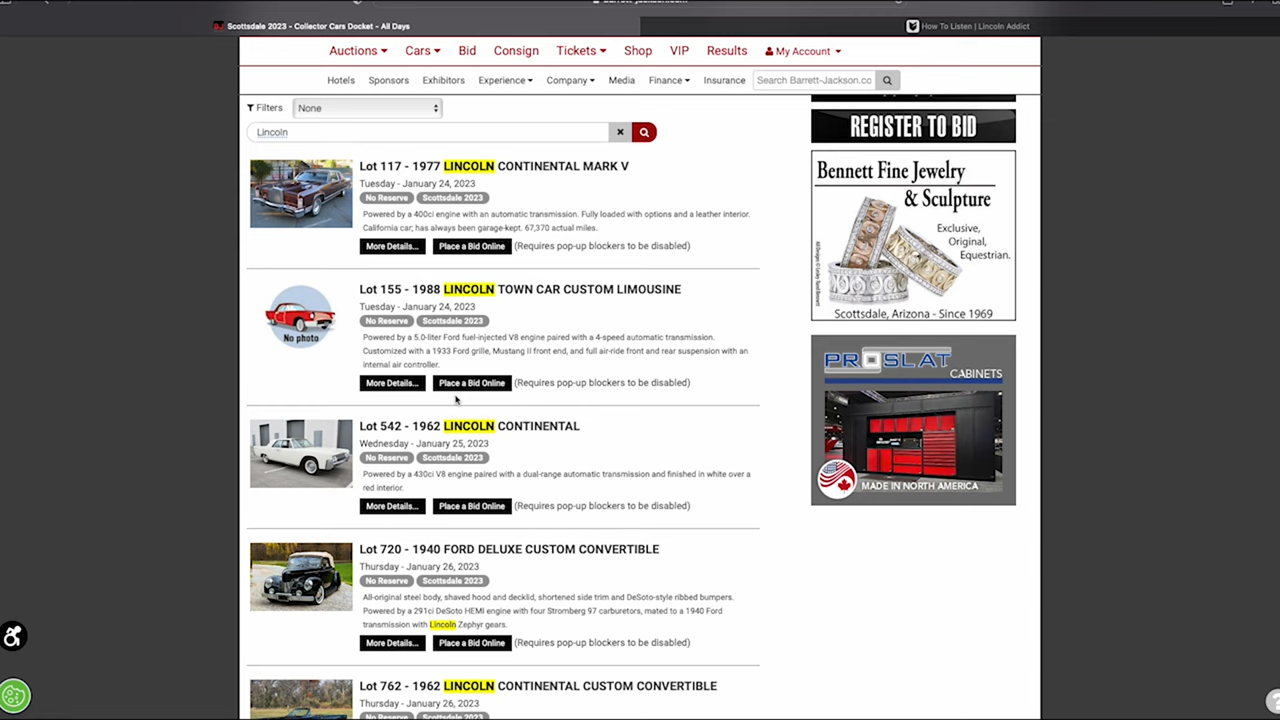 Scottsdale 2023 - Collector Cars Docket - All Days
How To Listen | Lincoln Addict
Auctions
Cars
Bid
Consign
Tickets
Shop
VIP
Results
My Account
Hotels
Sponsors
Exhibitors
Experience
Company
Media
Finance
Insurance
Search Barrett-Jackson.co
Filters
None
Lincoln
Lot 117 - 1977 LINCOLN CONTINENTAL MARK V
Tuesday - January 24, 2023
No Reserve
Scottsdale 2023
Powered by a 400ci engine with an automatic transmission. Fully loaded with options and a leather interior.
California car; has always been garage-kept. 67,370 actual miles.
More Details...
Place a Bid Online
(Requires pop-up blockers to be disabled)
No photo
Lot 155 - 1988 LINCOLN TOWN CAR CUSTOM LIMOUSINE
Tuesday - January 24, 2023
No Reserve
Scottsdale 2023
Powered by a 5.0-liter Ford fuel-injected V8 engine paired with a 4-speed automatic transmission.
Customized with a 1933 Ford grille, Mustang II front end, and full air-ride front and rear suspension with an
internal air controller.
More Details...
Place a Bid Online
(Requires pop-up blockers to be disabled)
Lot 542 - 1962 LINCOLN CONTINENTAL
Wednesday - January 25, 2023
No Reserve
Scottsdale 2023
Powered by a 430ci V8 engine paired with a dual-range automatic transmission and finished in white over a
red interior.
More Details...
Place a Bid Online
(Requires pop-up blockers to be disabled)
Lot 720 - 1940 FORD DELUXE CUSTOM CONVERTIBLE
Thursday - January 26, 2023
No Reserve
Scottsdale 2023
All-original steel body, shaved hood and decklid, shortened side trim and DeSoto-style ribbed bumpers.
Powered by a 291ci DeSoto HEMI engine with four Stromberg 97 carburetors, mated to a 1940 Ford
transmission with Lincoln Zephyr gears.
More Details...
Place a Bid Online
(Requires pop-up blockers to be disabled)
Lot 762 - 1962 LINCOLN CONTINENTAL CUSTOM CONVERTIBLE
Thursday - January 26, 2023
No Reserve
Scottsdale 2023
REGISTER TO BID
Bennett Fine Jewelry
& Sculpture
Exclusive,
Original,
Equestrian.
Scottsdale, Arizona - Since 1969
PROSLAT
CABINETS
MADE IN NORTH AMERICA